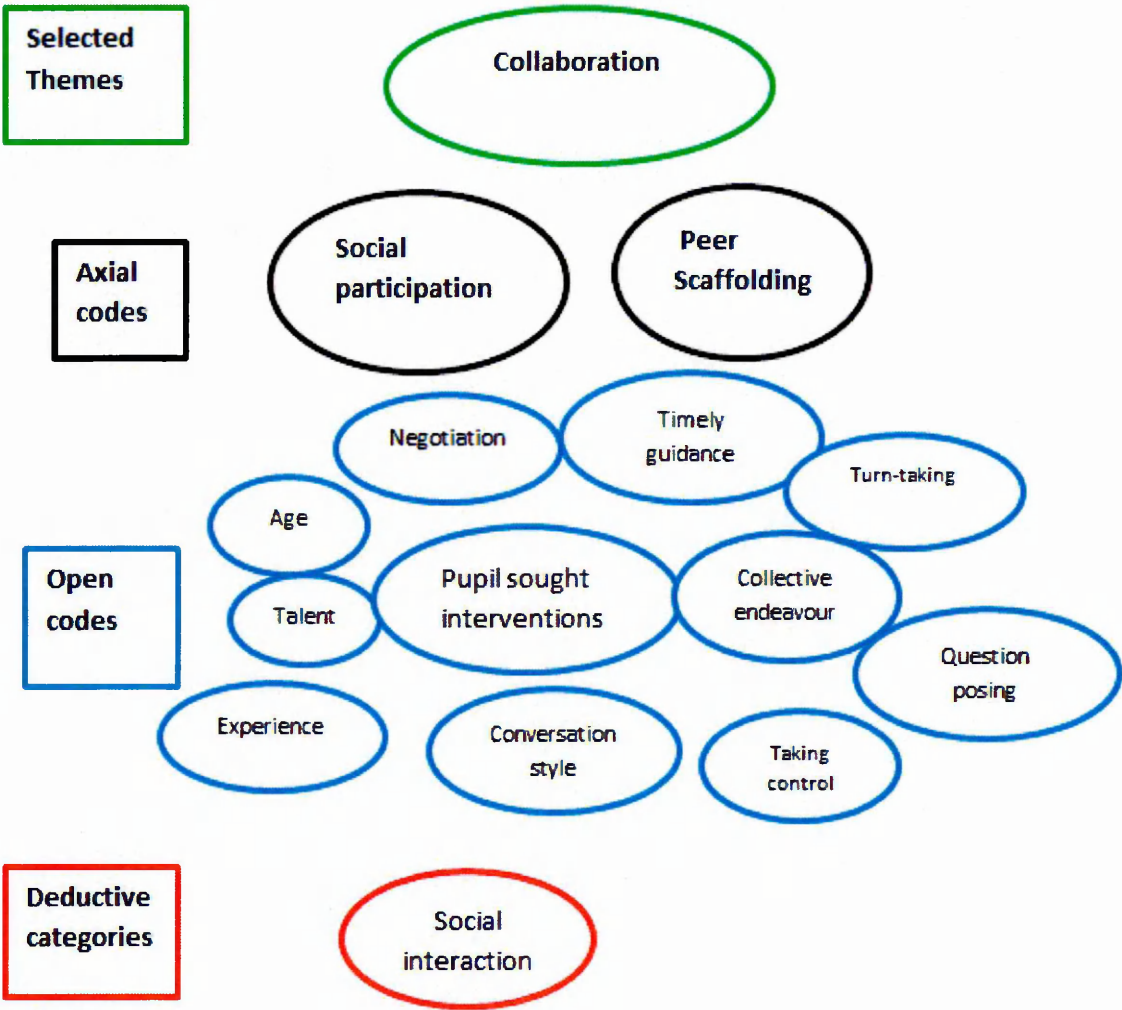 Selected
Themes
Collaboration
Axial
codes
Social
participation
Peer
Scaffolding
Open
codes
Negotiation
Timely
guidance
Turn-taking
Age
Talent
Pupil sought
interventions
Collective
endeavour
Question
posing
Experience
Conversation
style
Taking
control
Deductive
categories
Social
interaction